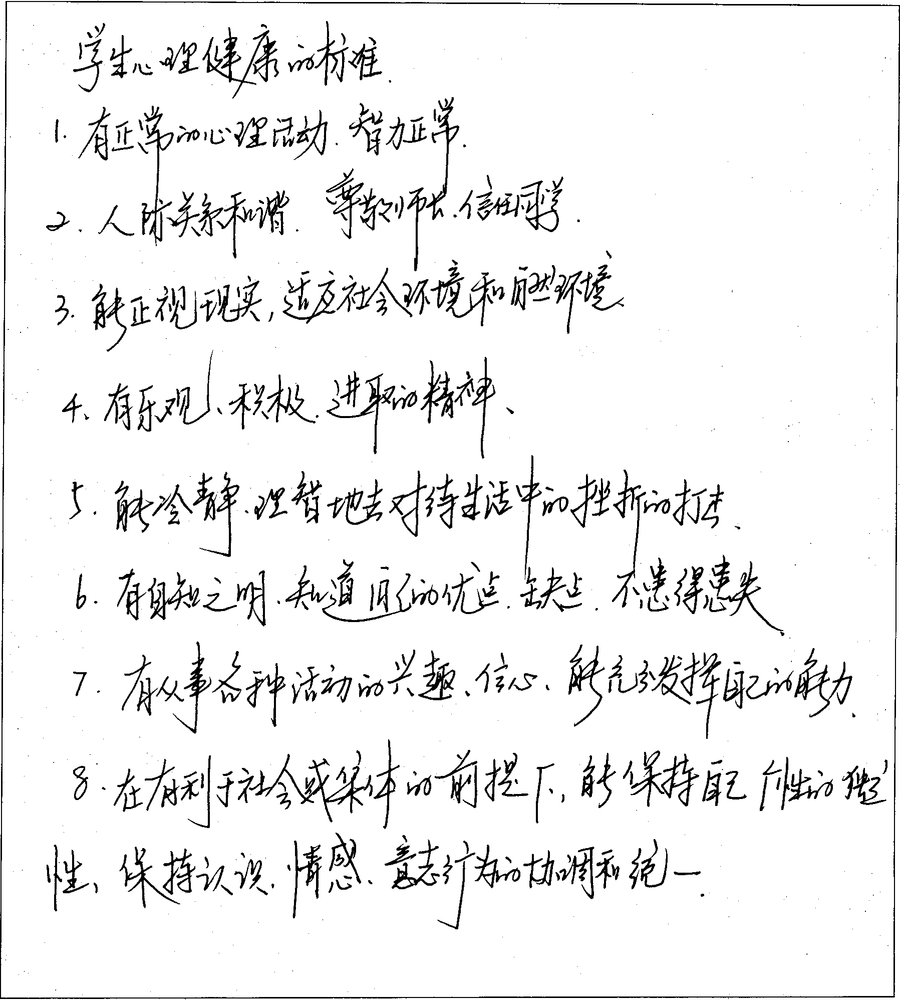 学生心理健康的标准.
1. 有正常的心理活动. 智力正常.
2. 人际关系和谐. 尊敬师长.信任同学.
3. 能正视现实,适应社会环境和自然环境、
4、有乐观、积极.进取的精神、
5. 能冷静.理智地去对待生活中的挫折的打击、
6. 有自知之明.知道自己的优点.缺点.不患得患失、
7. 有从事各种活动的兴趣、信心、能充分发挥自己的能力.
8.在有利于社会或集体的前提下,能保持自己个性的独立
性、保持认识.情感、意志行为的协调和统一.